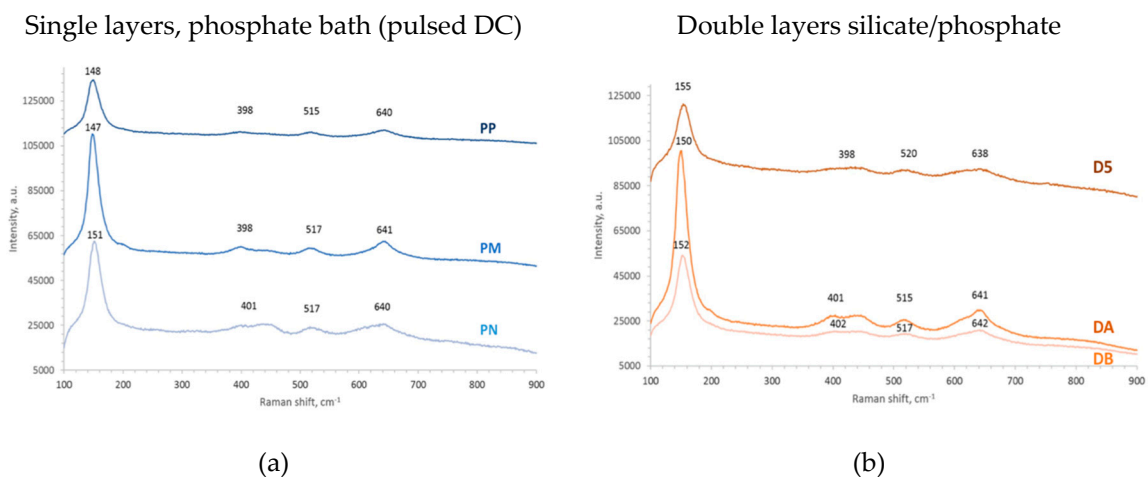 Single layers, phosphate bath (pulsed DC)
148
398
515
640
PP
147
398
517
641
PM
151
401
517
640
PN
125000
105000
85000
65000
45000
25000
5000
Intensity, a.u.
100 200 300 400 500 600 700 800 900
Raman shift, cm⁻¹
(a)
Double layers silicate/phosphate
155
398
520
638
D5
150
152
401
515
641
402
517
642
DA
DB
125000
105000
85000
65000
45000
25000
5000
Intensity, a.u.
100 200 300 400 500 600 700 800 900
Raman shift, cm⁻¹
(b)